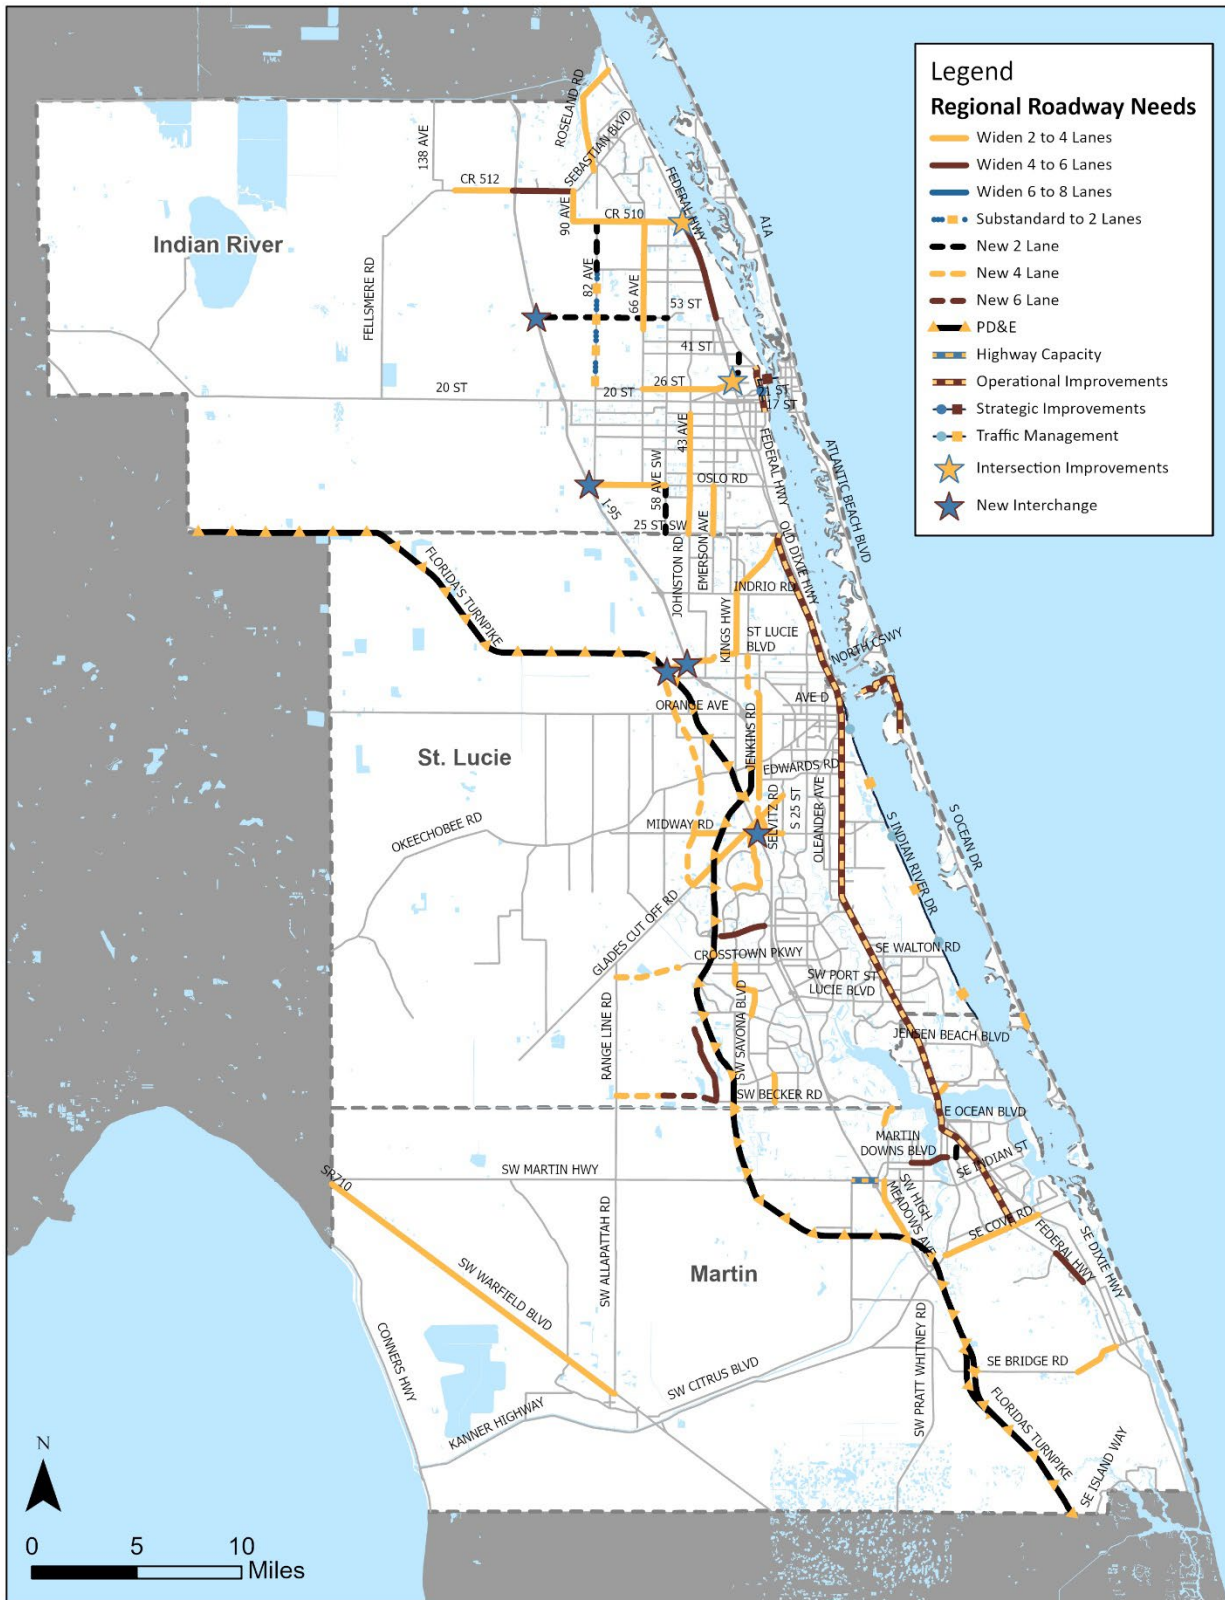 Legend
Regional Roadway Needs
Widen 2 to 4 Lanes
Widen 4 to 6 Lanes
Widen 6 to 8 Lanes
Substandard to 2 Lanes
New 2 Lane
New 4 Lane
New 6 Lane
PD&E
Highway Capacity
Operational Improvements
Strategic Improvements
Traffic Management
Intersection Improvements
New Interchange
ROSELAND RD
138 AVE
SEBASTIAN BLVD
CR 512
FEDERAL HWY
A1A
90 AVE
CR 510
Indian River
82 AVE
66 AVE
FELLSMERE RD
53 ST
41 ST
20 ST
20 ST
26 ST
21 ST
17 ST
43 AVE
FEDERAL HWY
ATLANTIC BEACH BLVD
58 AVE SW
OSLO RD
I-95
25 ST SW
EMERSON AVE
OLD DIXIE HWY
FLORIDA'S TURNPIKE
JOHNSTON RD
INDRIO RD
KINGS HWY
ST LUCIE
BLVD
NORTH CSWY
ORANGE AVE
AVE D
JENKINS RD
St. Lucie
EDWARDS RD
SELVITZ RD
S 25 ST
OLEANDER AVE
MIDWAY RD
OKEECHOBEE RD
S INDIAN RIVER DR
S OCEAN DR
GLADES CUT OFF RD
CROSSTOWN PKWY
SE WALTON RD
SW PORT ST
LUCIE BLVD
RANGE LINE RD
SW SAVONA BLVD
JENSEN BEACH BLVD
SW BECKER RD
E OCEAN BLVD
MARTIN
DOWNS BLVD
SE INDIAN ST
SW MARTIN HWY
SR710
SW HIGH
MEADOWS AVE
SW ALLAPATTAH RD
SE COVE RD
FEDERAL HWY
SE DIXIE HWY
Martin
SW WARFIELD BLVD
CONNERS HWY
SW PRATT WHITNEY RD
SE BRIDGE RD
SW CITRUS BLVD
KANNER HIGHWAY
FLORIDAS TURNPIKE
SE ISLAND WAY
N
0 5 10
Miles